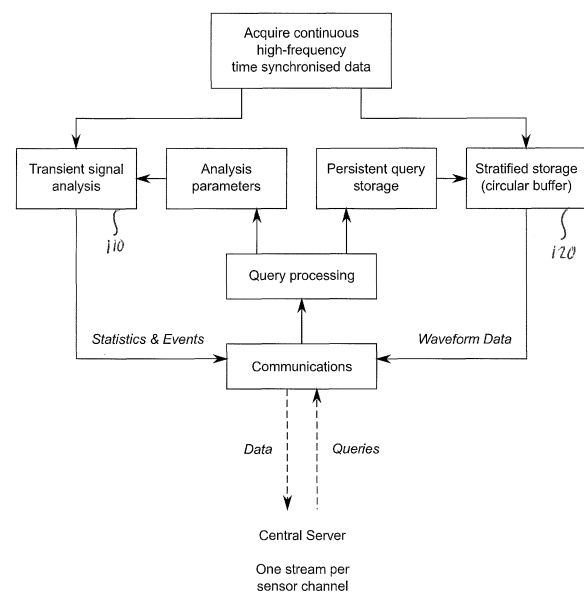 Acquire continuous
high-frequency
time synchronised data
Transient signal
analysis
Analysis
parameters
Persistent query
storage
Stratified storage
(circular buffer)
110
120
Query processing
Statistics & Events
Waveform Data
Communications
Data
Queries
Central Server
One stream per
sensor channel